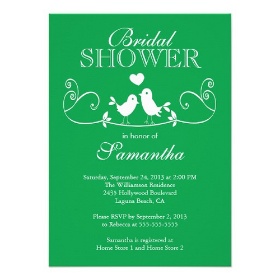 Bridal
SHOWER
in honor of
Samantha
Saturday, September 24, 2013 at 2:00 PM
The Williamson Residence
2435 Hollywood Boulevard
Laguna Beach, CA
Please RSVP by September 2, 2013
to Rebecca at 555-555-5555
Samantha is registered at
Home Store 1 and Home Store 2